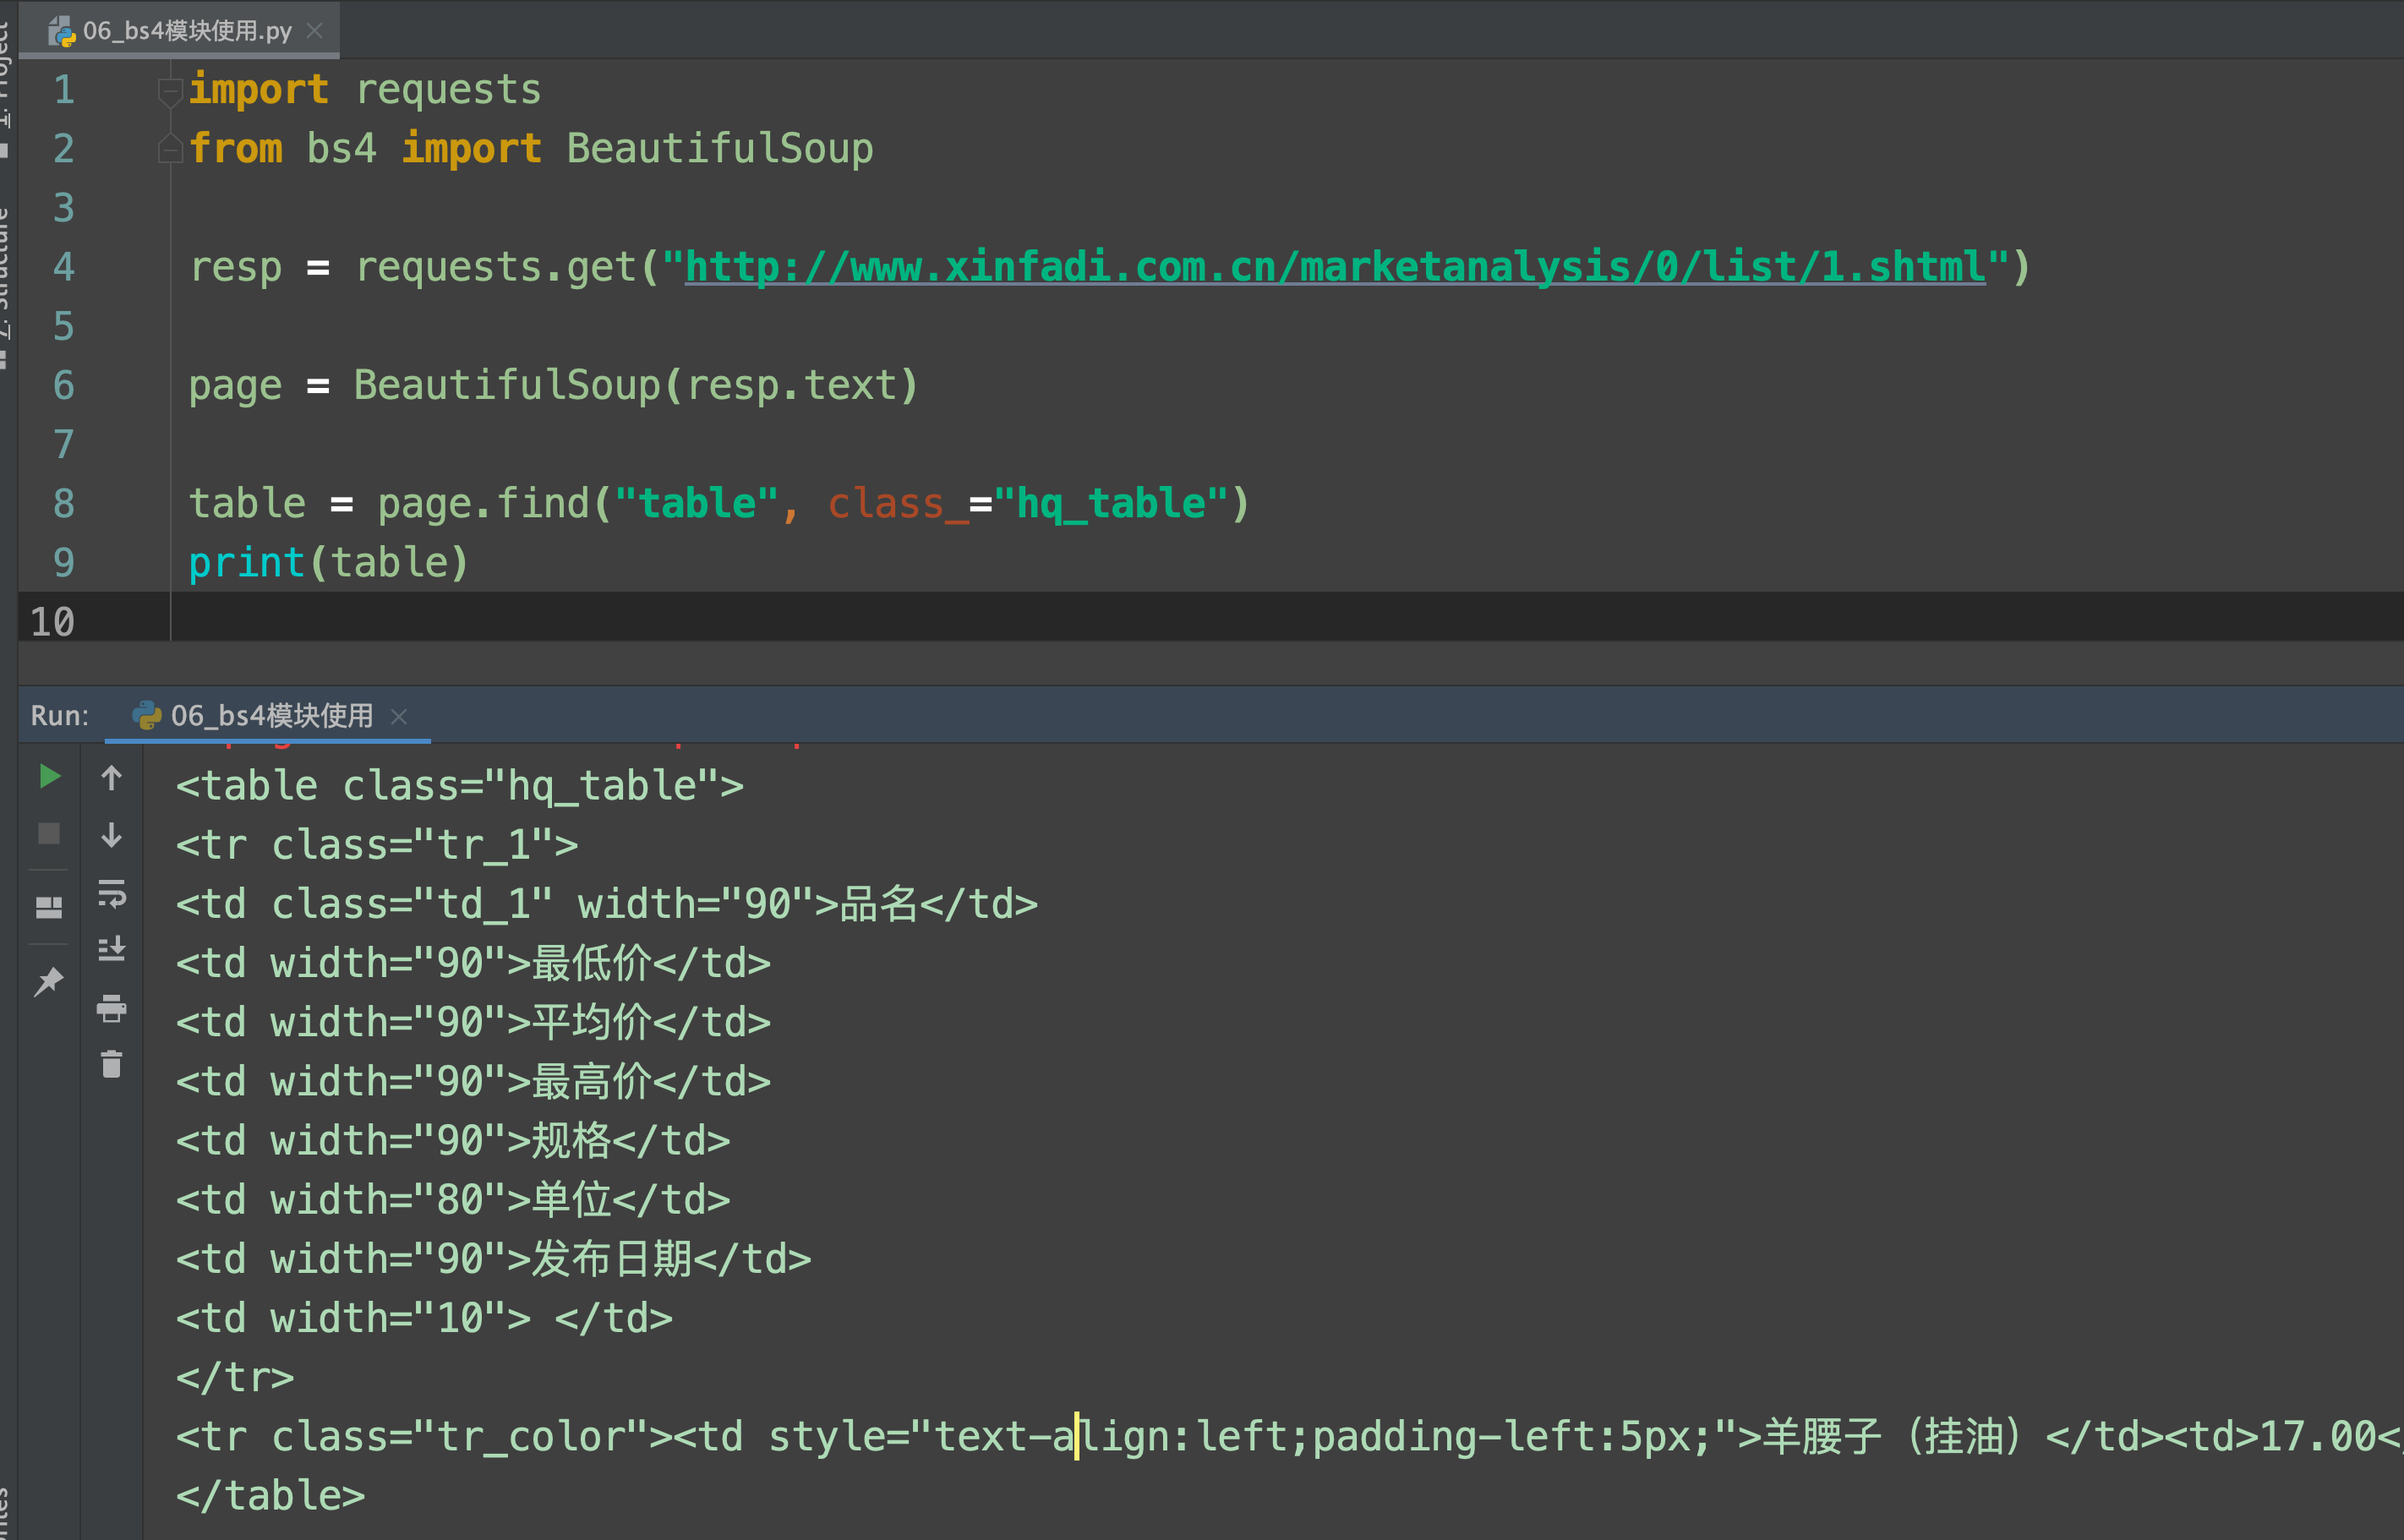 06_bs4模块使用.py
1 import requests
2 from bs4 import BeautifulSoup
3
4 resp = requests.get("http://www.xinfadi.com.cn/marketanalysis/0/list/1.shtml")
5
6 page = BeautifulSoup(resp.text)
7
8 table = page.find("table", class_="hq_table")
9 print(table)
10
Run: 06_bs4模块使用
<table class="hq_table">
<tr class="tr_1">
<td class="td_1" width="90">品名</td>
<td width="90">最低价</td>
<td width="90">平均价</td>
<td width="90">最高价</td>
<td width="90">规格</td>
<td width="80">单位</td>
<td width="90">发布日期</td>
<td width="10"> </td>
</tr>
<tr class="tr_color"><td style="text-align:left;padding-left:5px;">羊腰子（挂油）</td><td>17.00<
</table>